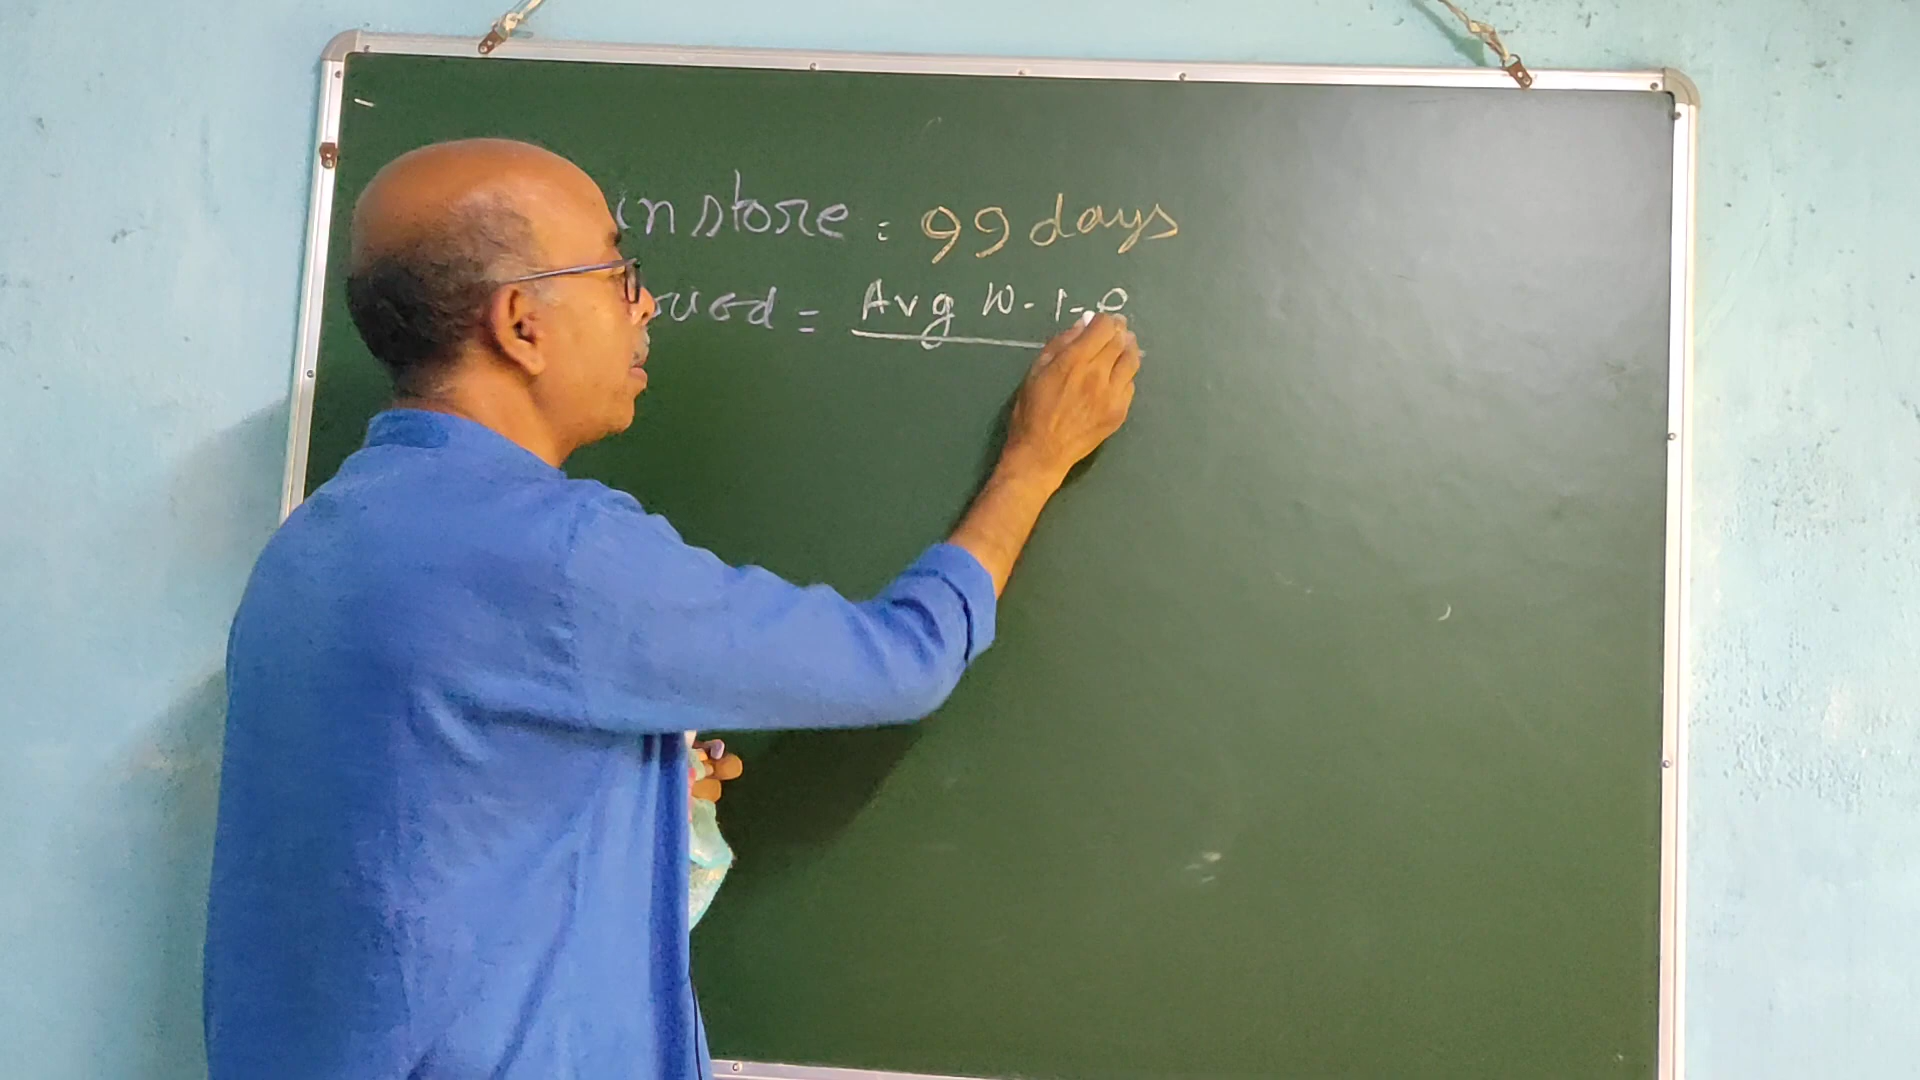 in store : 99 days
= Avg W-I-P